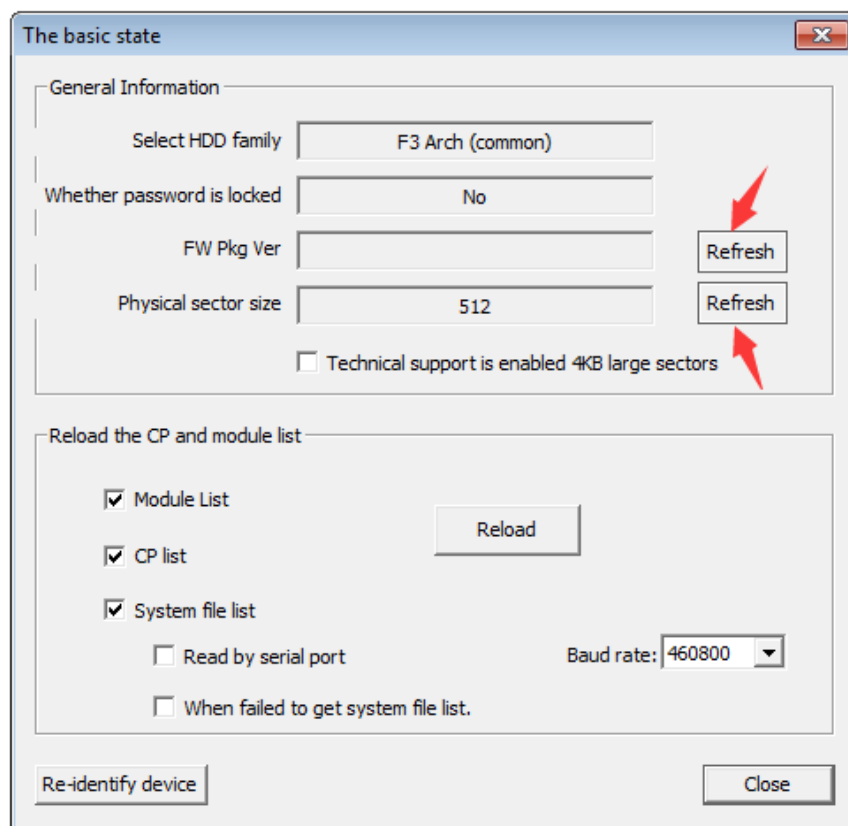 The basic state
General Information
Select HDD family F3 Arch (common)
Whether password is locked No
FW Pkg Ver Refresh
Physical sector size 512 Refresh
Technical support is enabled 4KB large sectors
Reload the CP and module list
Module List
Reload
CP list
System file list
Read by serial port Baud rate: 460800
When failed to get system file list.
Re-identify device Close